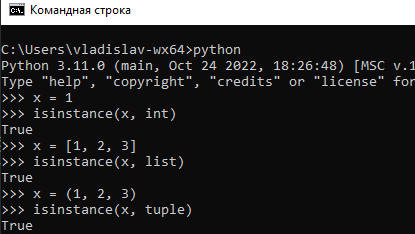 Командная строка
C:\Users\vladislav-wx64>python
Python 3.11.0 (main, Oct 24 2022, 18:26:48) [MSC v.1
Type "help", "copyright", "credits" or "license" for
>>> x = 1
>>> isinstance(x, int)
True
>>> x = [1, 2, 3]
>>> isinstance(x, list)
True
>>> x = (1, 2, 3)
>>> isinstance(x, tuple)
True